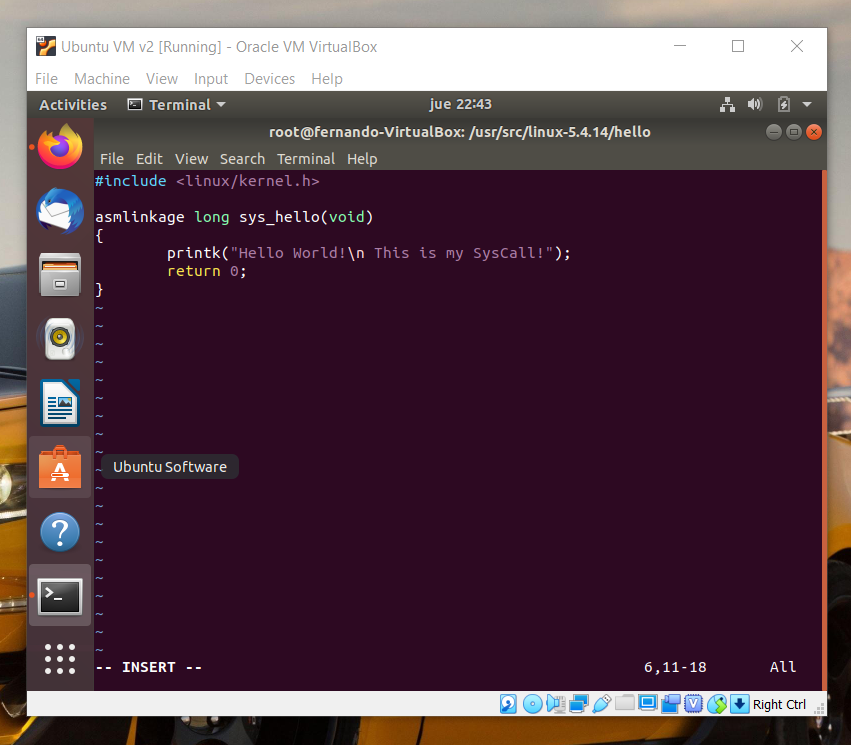 Ubuntu VM v2 [Running] - Oracle VM VirtualBox
File Machine View Input Devices Help
Activities Terminal jue 22:43
root@fernando-VirtualBox: /usr/src/linux-5.4.14/hello
File Edit View Search Terminal Help
#include <linux/kernel.h>
asmlinkage long sys_hello(void)
{
printk("Hello World!\n This is my SysCall!");
return 0;
}
~
~
~
~
~
~
~
~
~
~
Ubuntu Software
~
~
~
~
~
~
~
~
~
~
-- INSERT -- 6,11-18 All
Right Ctrl